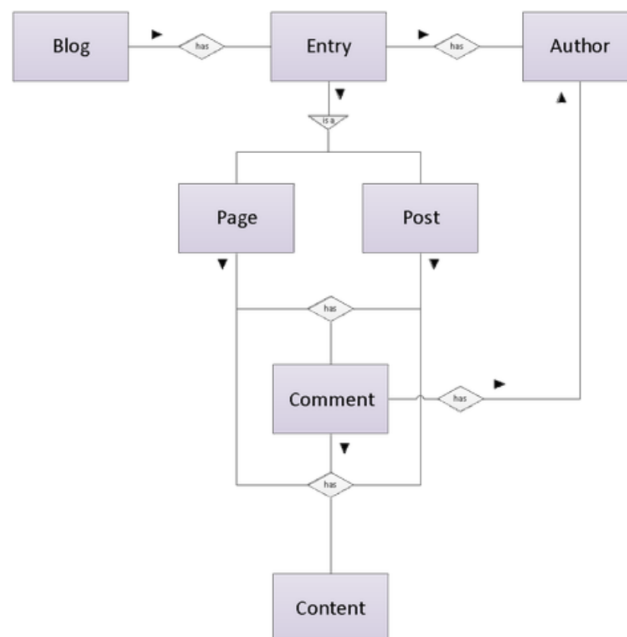 Blog
has
Entry
has
Author
is a
Page
Post
has
Comment
has
has
Content